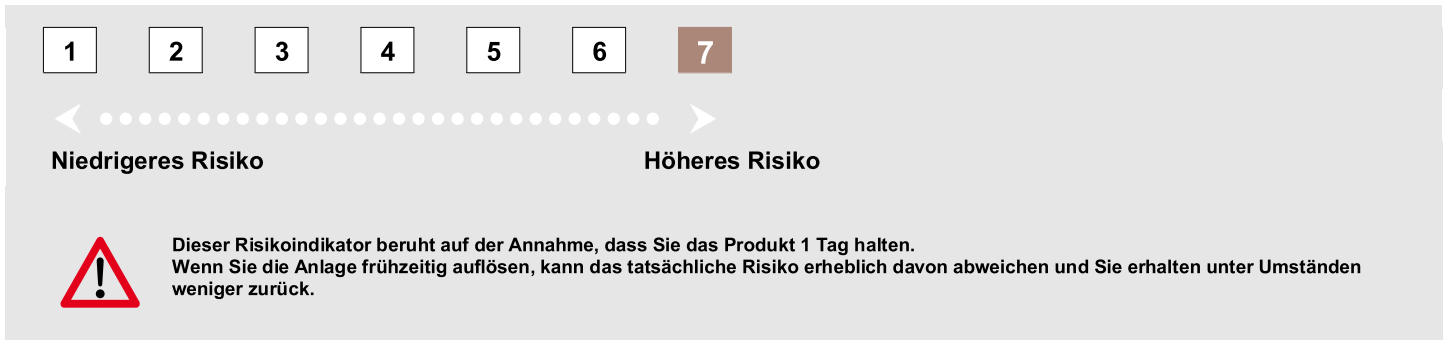 1 2 3 4 5 6 7
Niedrigeres Risiko Höheres Risiko
Dieser Risikoindikator beruht auf der Annahme, dass Sie das Produkt 1 Tag halten.
Wenn Sie die Anlage frühzeitig auflösen, kann das tatsächliche Risiko erheblich davon abweichen und Sie erhalten unter Umständen
weniger zurück.